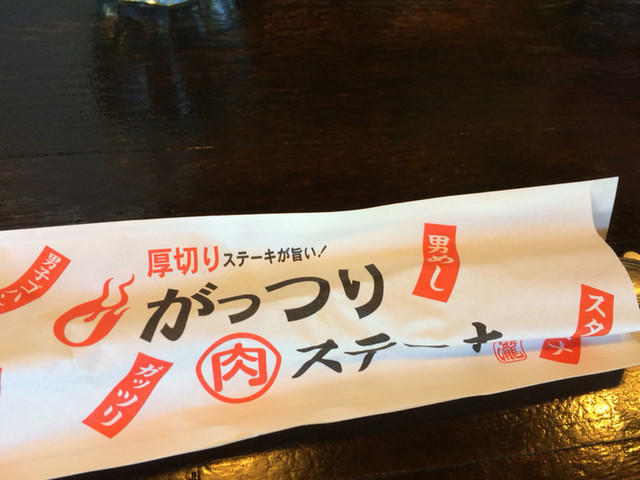 厚切りステーキが旨い!
がっつり
肉
ステーキ
男めし
ガッツリ
瀧